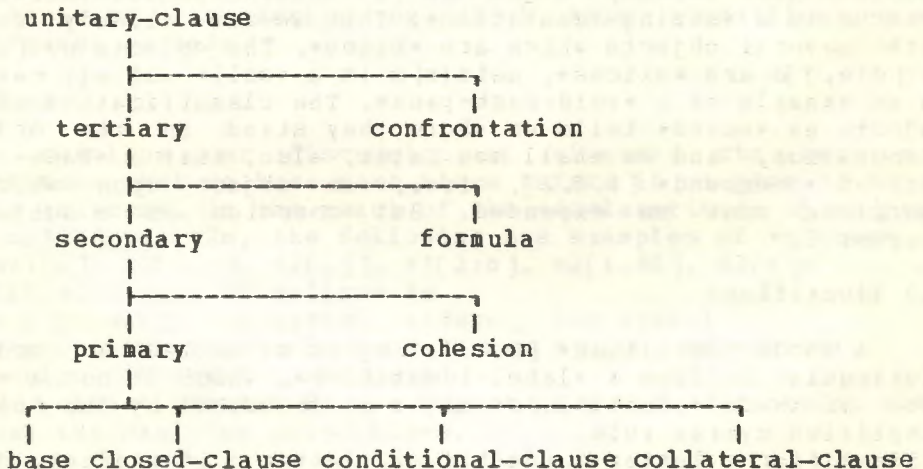 unitary-clause
tertiary confrontation
secondary formula
primary cohesion
base closed-clause conditional-clause collateral-clause